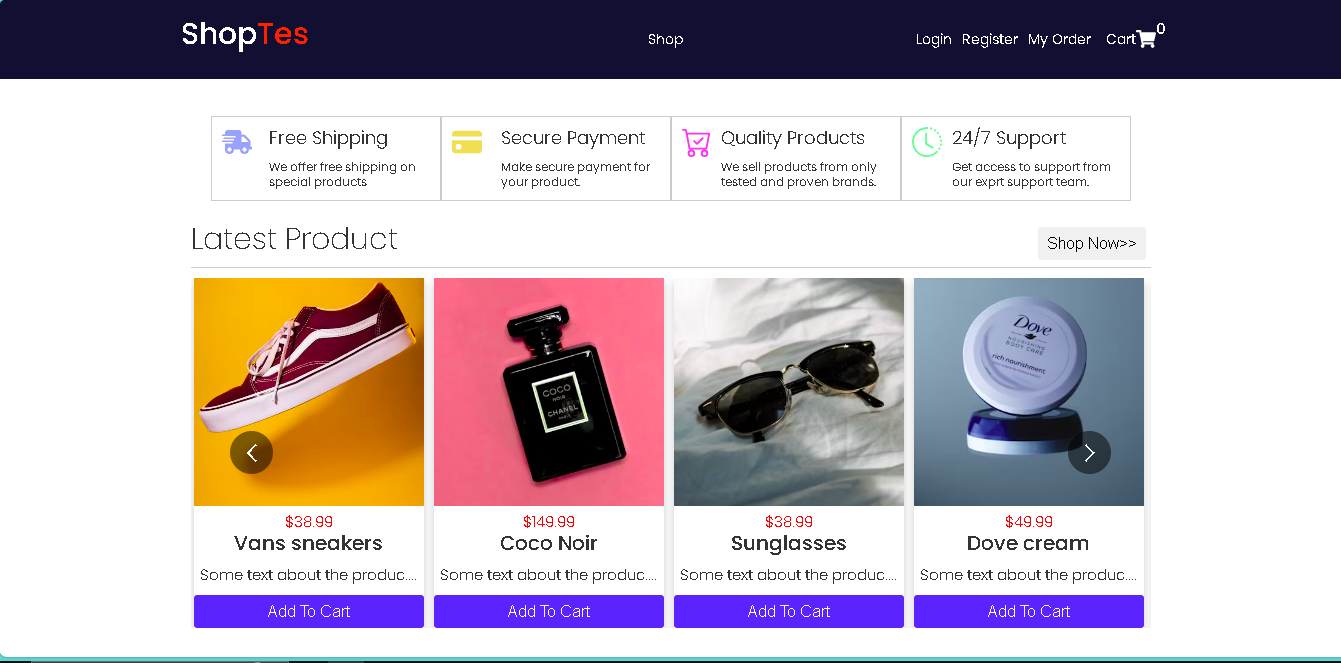 ShopTes
Shop
Login Register My Order Cart 0
Free Shipping
We offer free shipping on
special products
Secure Payment
Make secure payment for
your product.
Quality Products
We sell products from only
tested and proven brands.
24/7 Support
Get access to support from
our exprt support team.
Latest Product
Shop Now>>
COCO
NOIR
CHANEL
PARIS
Dove
NOURISHING
BODY CARE
rich nourishment
$38.99
Vans sneakers
Some text about the produc....
Add To Cart
$149.99
Coco Noir
Some text about the produc....
Add To Cart
$38.99
Sunglasses
Some text about the produc....
Add To Cart
$49.99
Dove cream
Some text about the produc....
Add To Cart